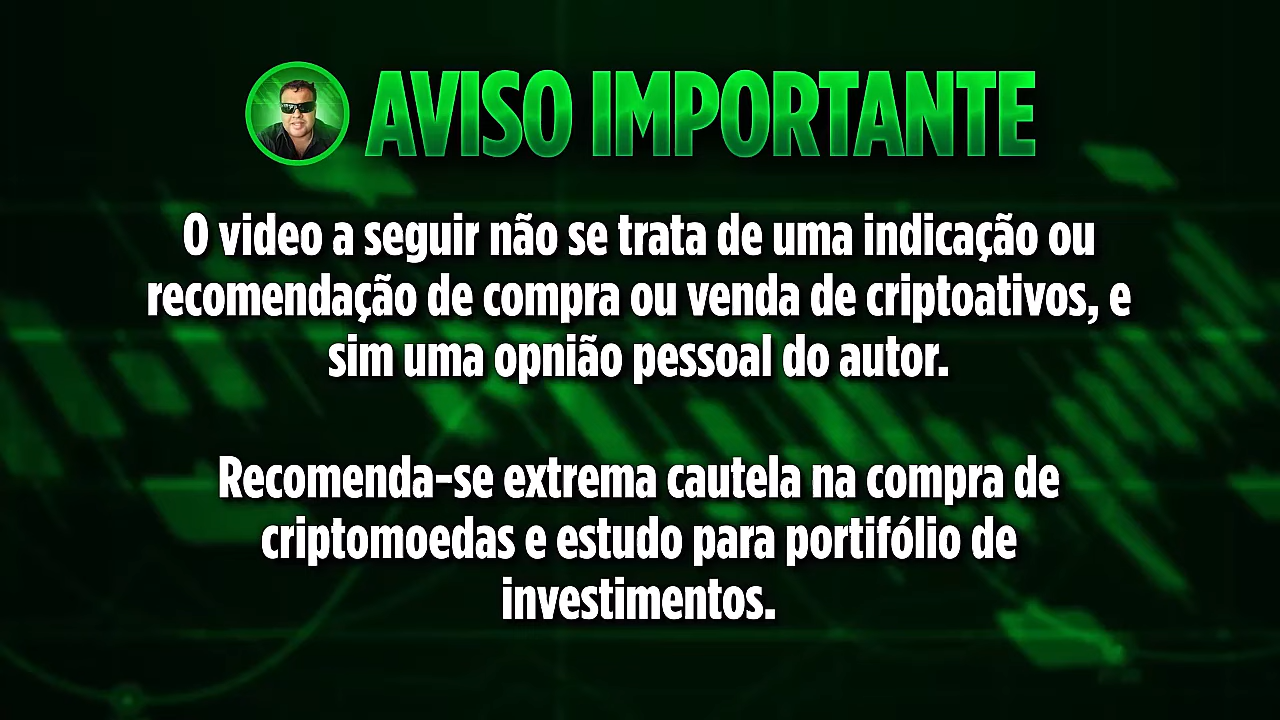 AVISO IMPORTANTE
O video a seguir não se trata de uma indicação ou
recomendação de compra ou venda de criptoativos, e
sim uma opnião pessoal do autor.
Recomenda-se extrema cautela na compra de
criptomoedas e estudo para portifólio de
investimentos.